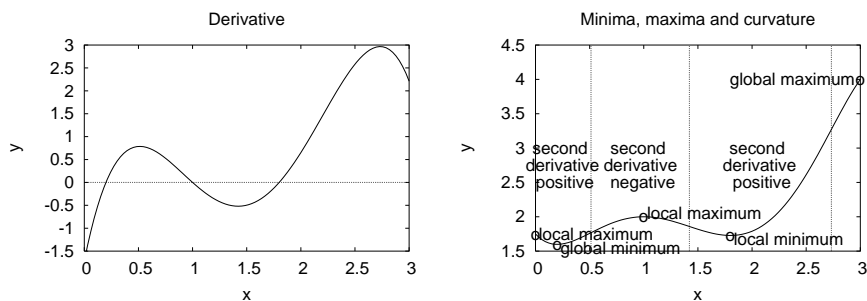 Derivative
3
2.5
2
1.5
y
1
0.5
0
-0.5
-1
-1.5
0
0.5
1
1.5
2
2.5
3
x
Minima, maxima and curvature
4.5
4
3.5
y
3
2.5
2
1.5
global maximum
second
derivative
positive
second
derivative
negative
second
derivative
positive
local maximum
local maximum
global minimum
local minimum
0
0.5
1
1.5
2
2.5
3
x